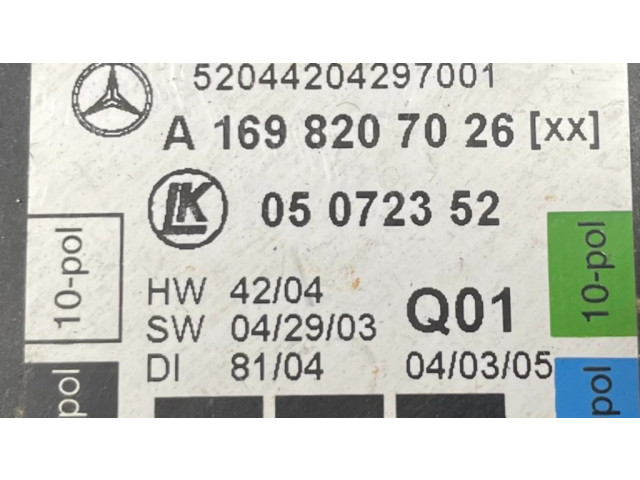 52044204297001
A 169 820 70 26 [xx]
LK 05 0723 52
10-pol
10-pol
HW 42/04
SW 04/29/03
Q01
DI 81/04 04/03/05
pol
pol